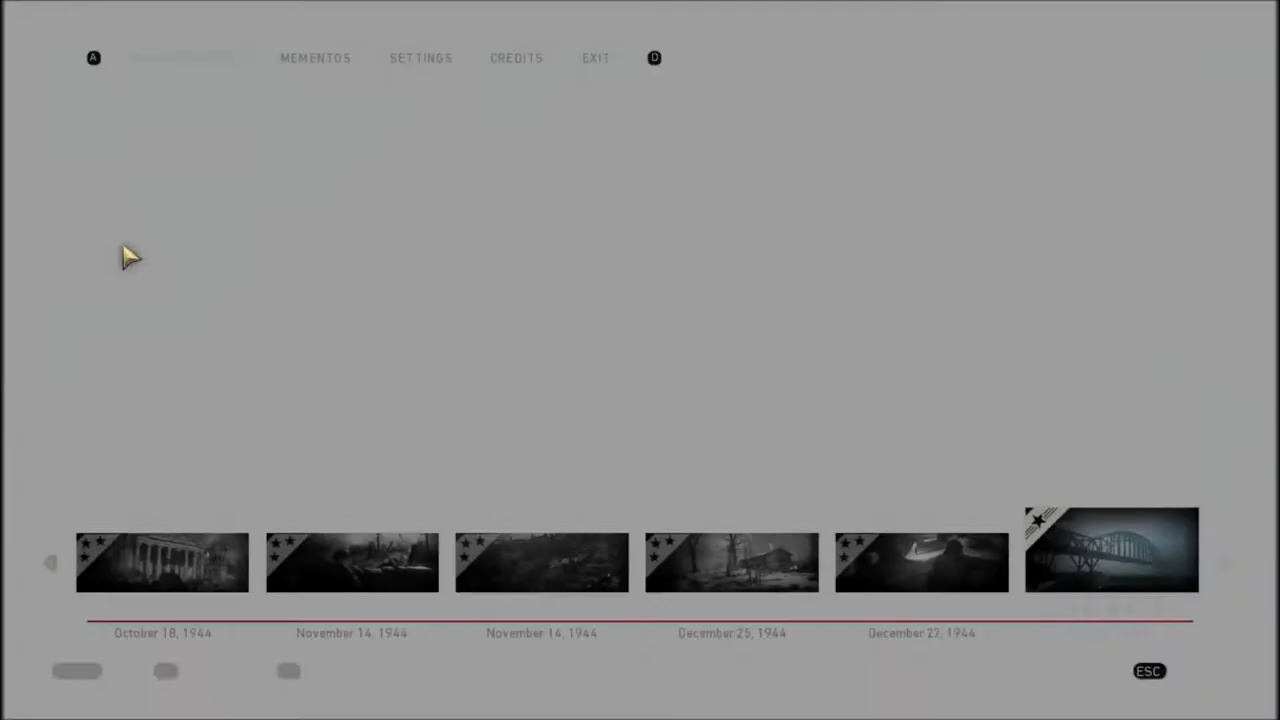 A MEMENTOS SETTINGS CREDITS EXIT D
October 18, 1944 November 14, 1944 November 14, 1944 December 25, 1944 December 27, 1944
ESC